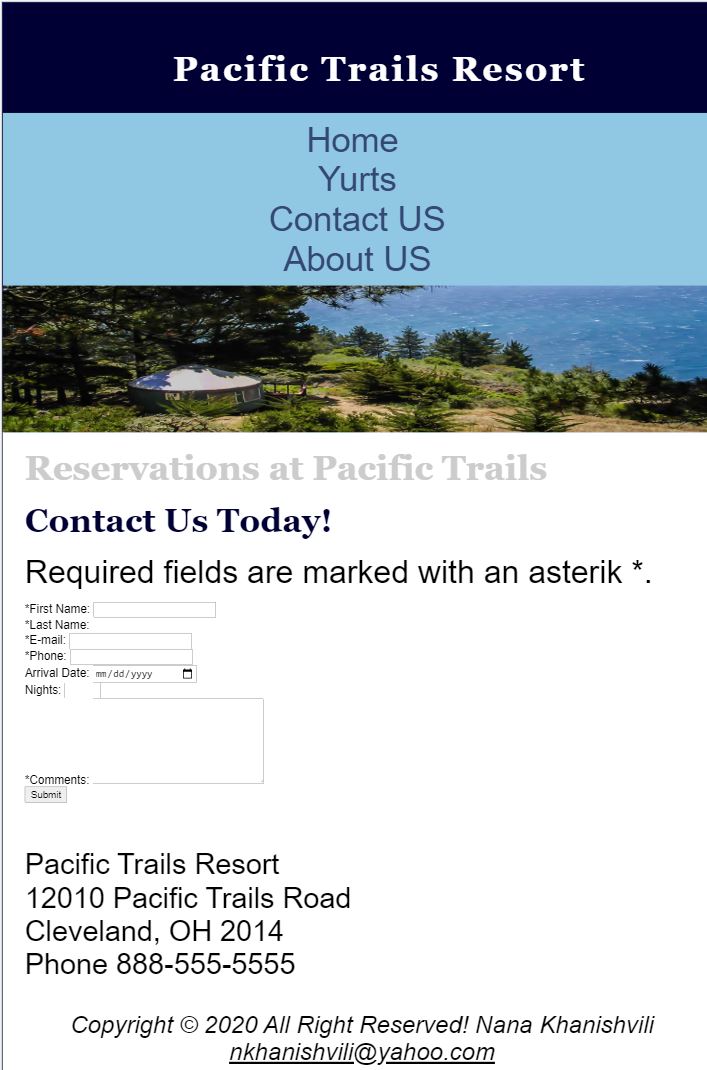 Pacific Trails Resort
Home
Yurts
Contact US
About US
Reservations at Pacific Trails
Contact Us Today!
Required fields are marked with an asterik *.
*First Name:
*Last Name:
*E-mail:
*Phone:
Arrival Date: mm/dd/yyyy
Nights:
*Comments:
Submit
Pacific Trails Resort
12010 Pacific Trails Road
Cleveland, OH 2014
Phone 888-555-5555
Copyright © 2020 All Right Reserved! Nana Khanishvili
nkhanishvili@yahoo.com